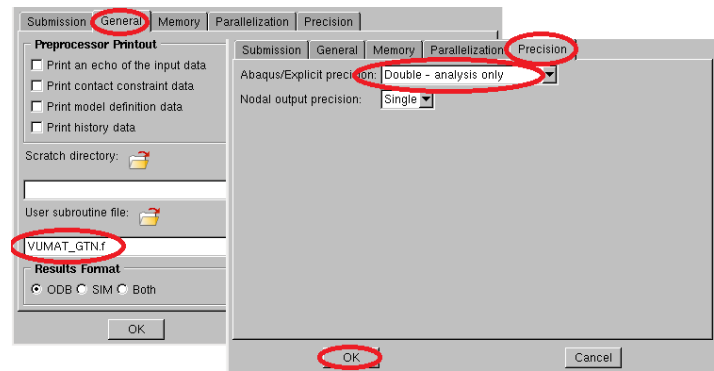 Submission General Memory Parallelization Precision
Preprocessor Printout
Print an echo of the input data
Print contact constraint data
Print model definition data
Print history data
Scratch directory:
User subroutine file:
VUMAT_GTN.f
Results Format
ODB SIM Both
OK
Submission General Memory Parallelization Precision
Abaqus/Explicit precision: Double - analysis only
Nodal output precision: Single
OK Cancel